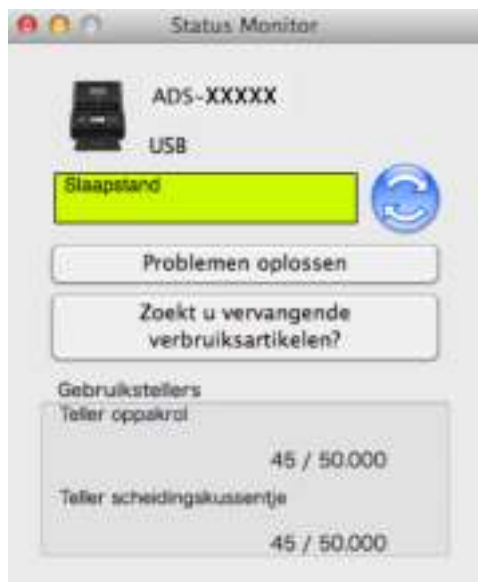 Status Monitor
ADS-XXXXX
USB
Slaapstand
Problemen oplossen
Zoekt u vervangende
verbruiksartikelen?
Gebruikstellers
Teller oppakrol
45 / 50.000
Teller scheidingskussentje
45 / 50.000